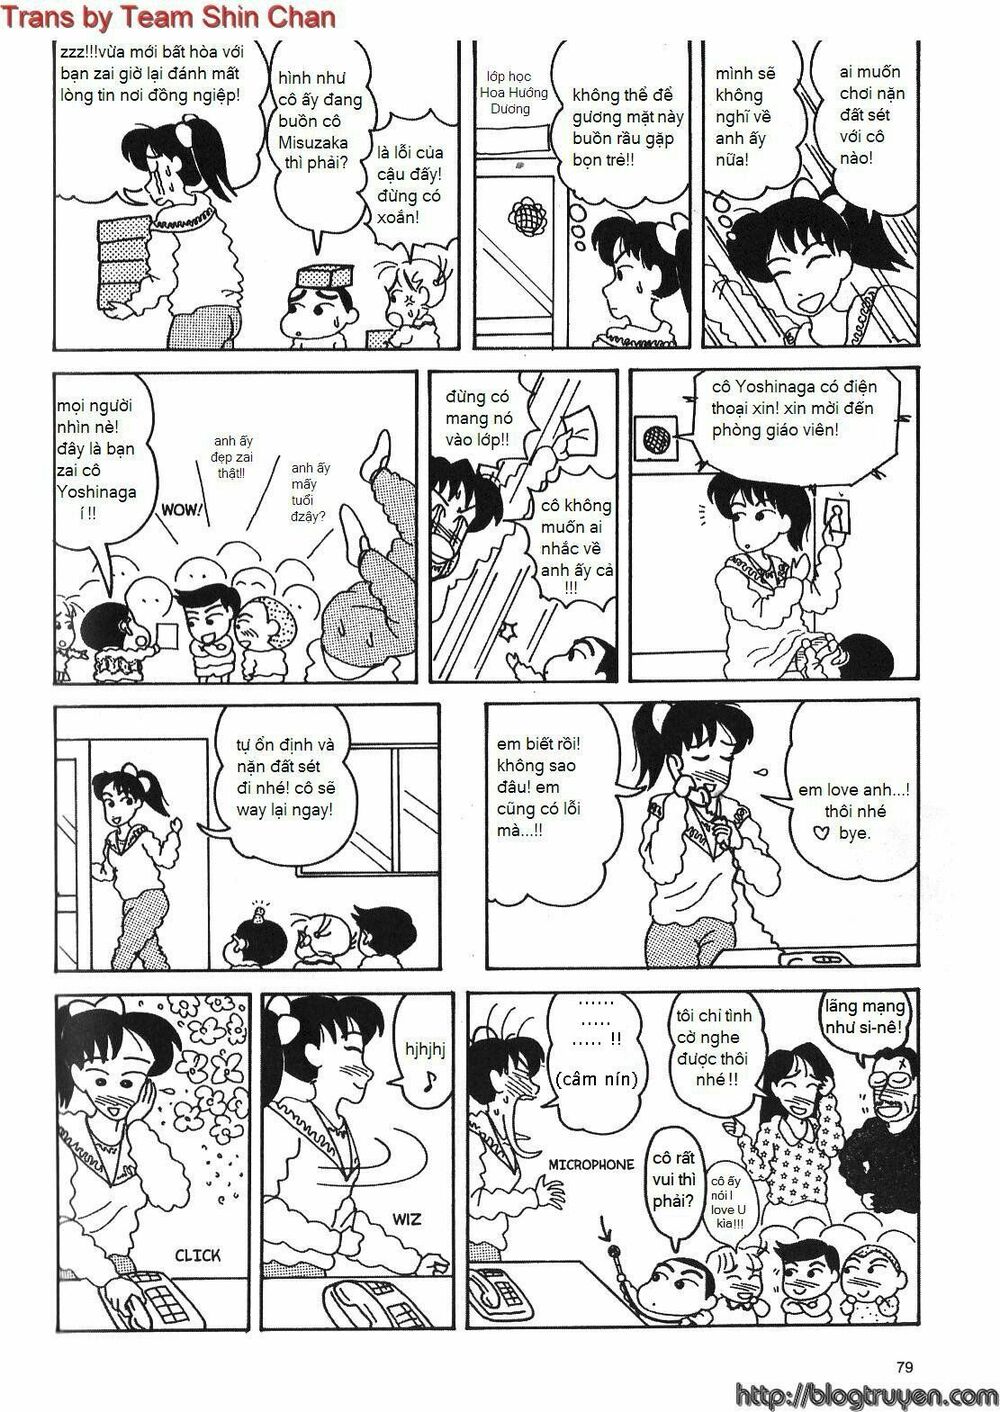 Trans by Team Shin Chan
zzz!!!vừa mới bất hòa với
bạn zai giờ lại đánh mất
lòng tin nơi đồng ngiệp!
hình như
cô ấy đang
buồn cô
Misuzaka
thì phải?
là lỗi của
cậu đấy!
đừng có
xoắn!
lớp học
Hoa Hướng
Dương
không thể để
gương mặt này
buồn rầu gặp
bọn trẻ!!
mình sẽ
không
nghĩ về
anh ấy
nữa!
ai muốn
chơi nặn
đất sét
với cô
nào!
mọi người
nhìn nè!
đây là bạn
zai cô
Yoshinaga
í !!
WOW!
anh ấy
đẹp zai
thật!!
anh ấy
mấy
tuổi
đzậy?
đừng có
mang nó
vào lớp!!
cô không
muốn ai
nhắc về
anh ấy cả
!!!
cô Yoshinaga có điện
thoại xin! xin mời đến
phòng giáo viên!
tự ổn định và
nặn đất sét
đi nhé! cô sẽ
way lại ngay!
em biết rồi!
không sao
đâu! em
cũng có lỗi
mà...!!
em love anh...!
thôi nhé
♡ bye.
CLICK
hjhjhj
♪
WIZ
......
.....
..... !!
(câm nín)
MICROPHONE
tôi chỉ tình
cờ nghe
được thôi
nhé!!
lãng mạng
như si-nê!
cô rất
vui thì
phải?
cô ấy
nói I
love U
kìa!!!
79
http://blogtruyen.com